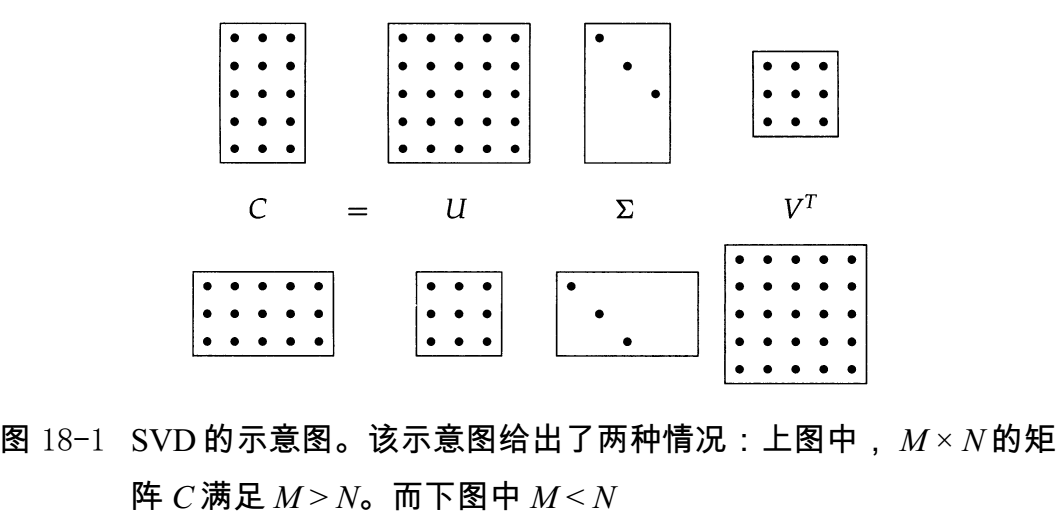 C = U Σ Vᵀ
图 18-1 SVD 的示意图。该示意图给出了两种情况：上图中，M × N 的矩
阵 C 满足 M > N。而下图中 M < N